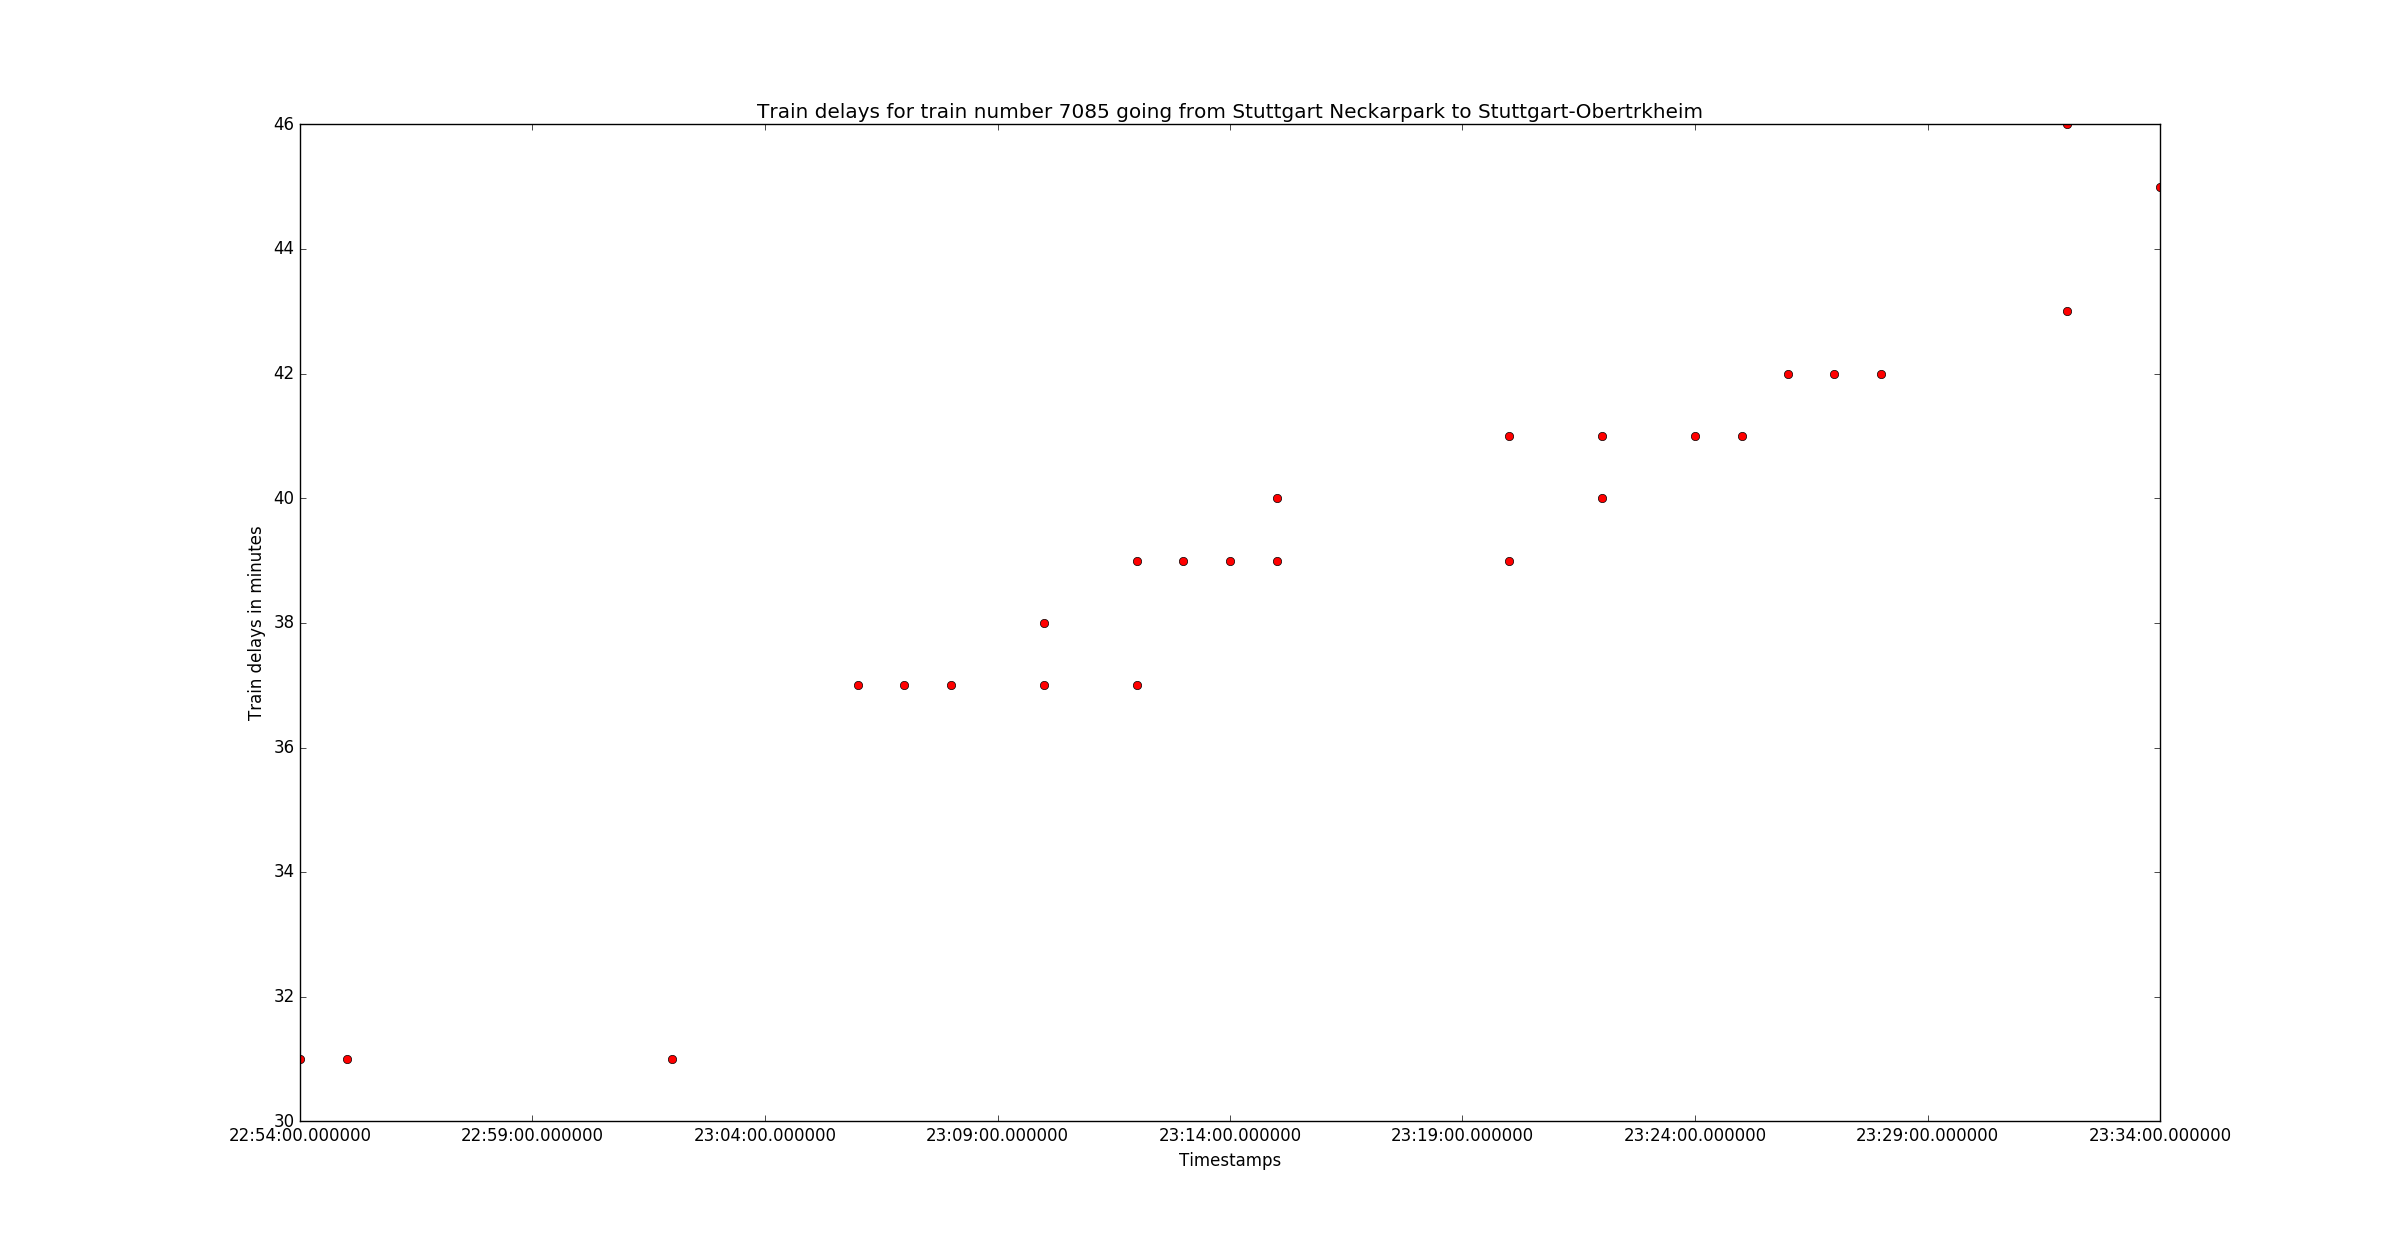 Train delays for train number 7085 going from Stuttgart Neckarpark to Stuttgart-Obertrkheim
46
44
42
40
38
36
34
32
30
Train delays in minutes
22:54:00.000000 22:59:00.000000 23:04:00.000000 23:09:00.000000 23:14:00.000000 23:19:00.000000 23:24:00.000000 23:29:00.000000 23:34:00.000000
Timestamps